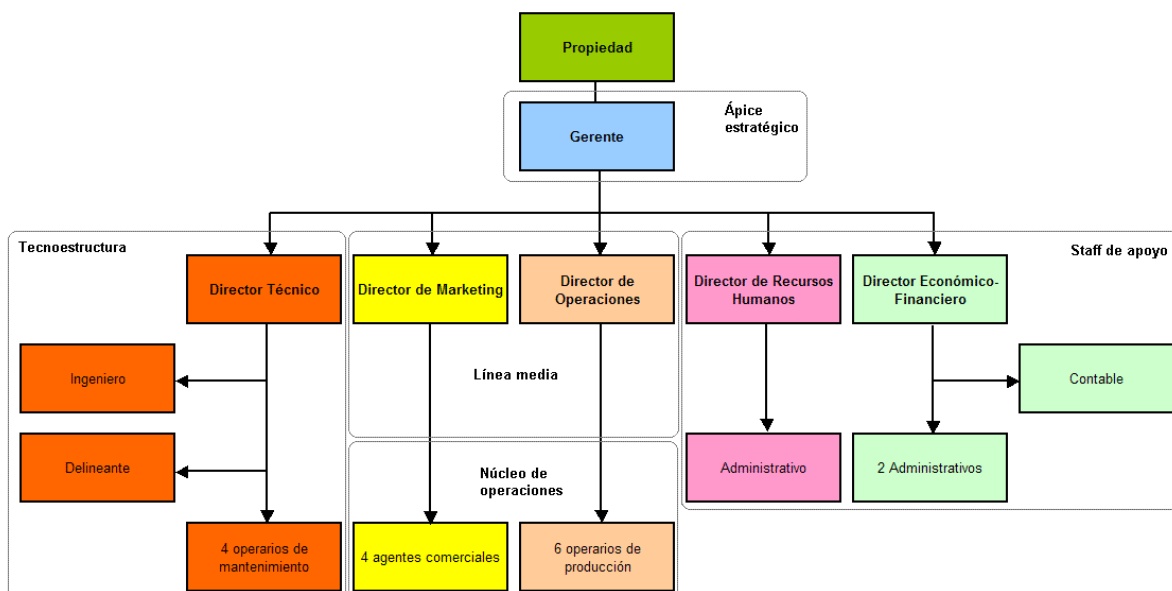 Propiedad
Ápice
estratégico
Gerente
Tecnoestructura
Staff de apoyo
Director Técnico
Director de Marketing
Director de
Operaciones
Director de Recursos
Humanos
Director Económico-
Financiero
Ingeniero
Línea media
Contable
Delineante
Núcleo de
operaciones
Administrativo
2 Administrativos
4 operarios de
mantenimiento
4 agentes comerciales
6 operarios de
producción